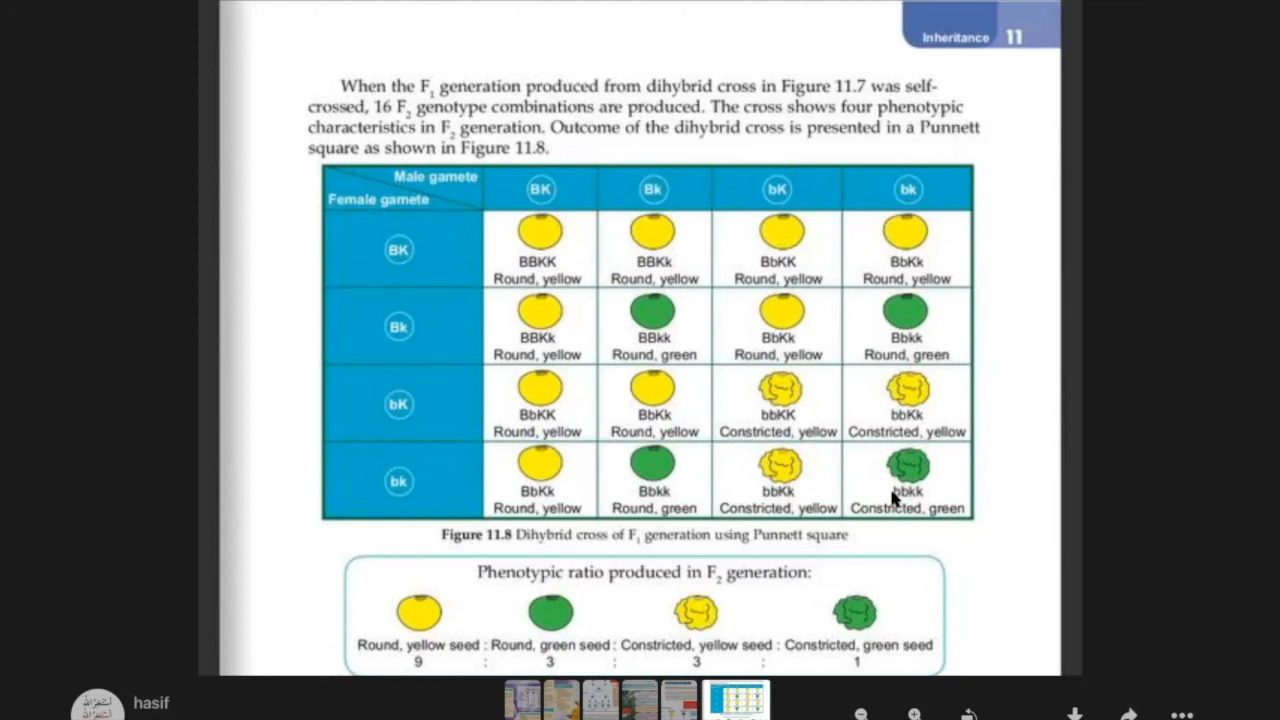 Inheritance 11
When the F1 generation produced from dihybrid cross in Figure 11.7 was self-
crossed, 16 F2 genotype combinations are produced. The cross shows four phenotypic
characteristics in F2 generation. Outcome of the dihybrid cross is presented in a Punnett
square as shown in Figure 11.8.
Male gamete
Female gamete
BK Bk bK bk
BK
BBKK BBKk BbKK BbKk
Round, yellow Round, yellow Round, yellow Round, yellow
Bk
BBKk BBkk BbKk Bbkk
Round, yellow Round, green Round, yellow Round, green
bK
BbKK BbKk bbKK bbKk
Round, yellow Round, yellow Constricted, yellow Constricted, yellow
bk
BbKk Bbkk bbKk bbkk
Round, yellow Round, green Constricted, yellow Constricted, green
Figure 11.8 Dihybrid cross of F1 generation using Punnett square
Phenotypic ratio produced in F2 generation:
Round, yellow seed : Round, green seed : Constricted, yellow seed : Constricted, green seed
9 : 3 : 3 : 1
hasif